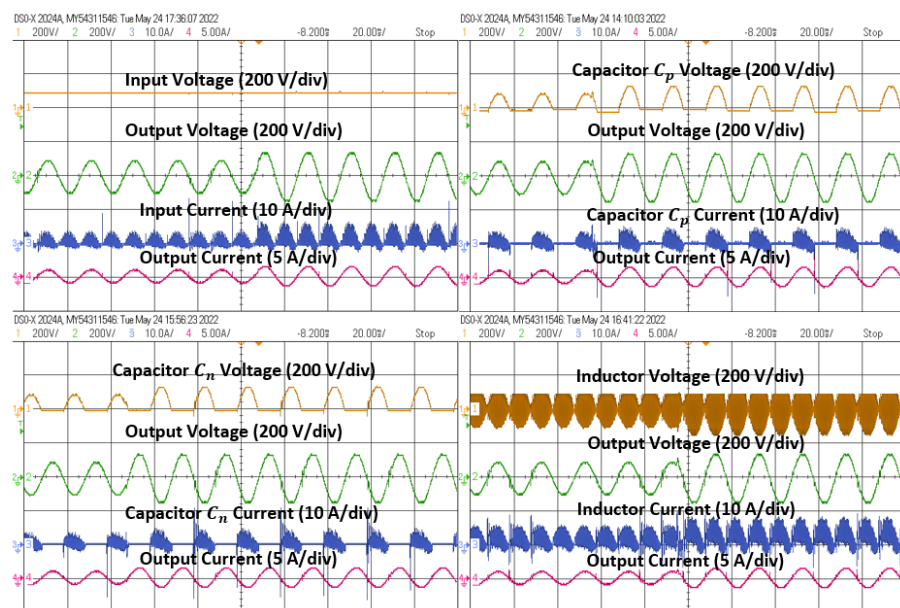 DSO-X 2024A, MY54311546: Tue May 24 17:36:07 2022
1 200V/ 2 200V/ 3 10.0A/ 4 5.00A/ -8.200s 20.00s/ Stop
Input Voltage (200 V/div)
Output Voltage (200 V/div)
Input Current (10 A/div)
Output Current (5 A/div)
DSO-X 2024A, MY54311546: Tue May 24 14:10:03 2022
1 200V/ 2 200V/ 3 10.0A/ 4 5.00A/ -8.200s 20.00s/ Stop
Capacitor Cp Voltage (200 V/div)
Output Voltage (200 V/div)
Capacitor Cp Current (10 A/div)
Output Current (5 A/div)
DSO-X 2024A, MY54311546: Tue May 24 15:56:23 2022
1 200V/ 2 200V/ 3 10.0A/ 4 5.00A/ -8.200s 20.00s/ Stop
Capacitor Cn Voltage (200 V/div)
Output Voltage (200 V/div)
Capacitor Cn Current (10 A/div)
Output Current (5 A/div)
DSO-X 2024A, MY54311546: Tue May 24 16:41:22 2022
1 200V/ 2 200V/ 3 10.0A/ 4 5.00A/ -8.200s 20.00s/ Stop
Inductor Voltage (200 V/div)
Output Voltage (200 V/div)
Inductor Current (10 A/div)
Output Current (5 A/div)